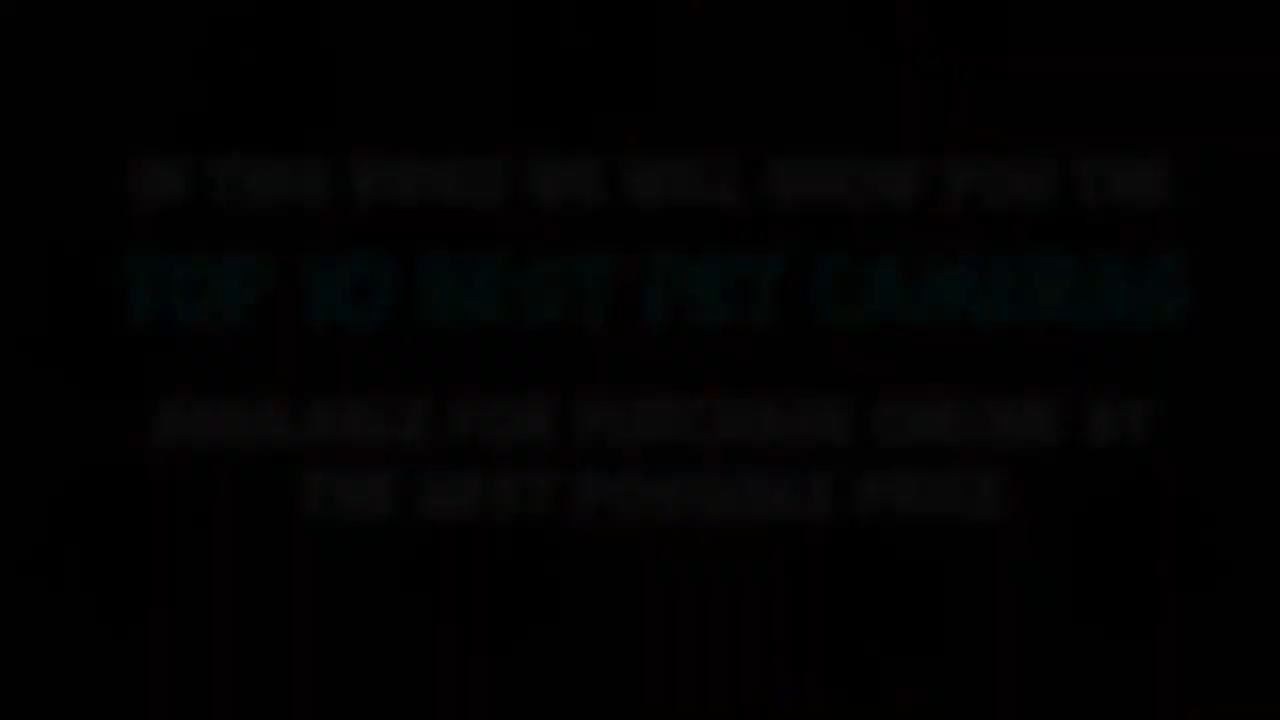 IN THIS VIDEO WE WILL SHOW YOU THE
TOP 10 BEST PET CAMERAS
AVAILABLE FOR PURCHASE ONLINE AT
THE BEST POSSIBLE PRICE